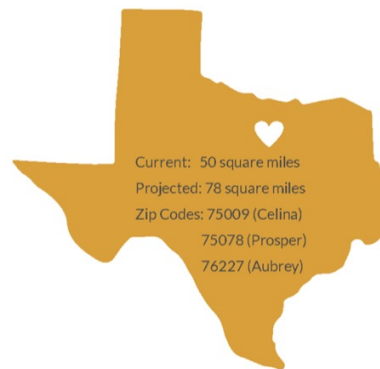 Current: 50 square miles
Projected: 78 square miles
Zip Codes: 75009 (Celina)
75078 (Prosper)
76227 (Aubrey)